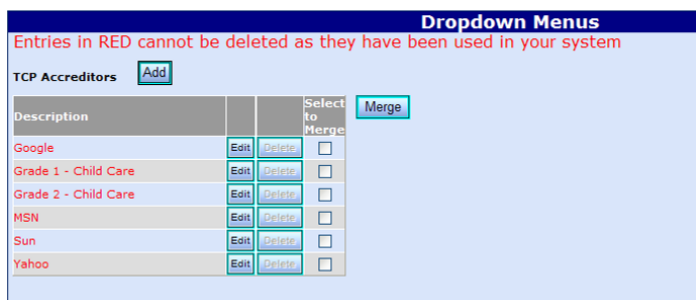 Dropdown Menus
Entries in RED cannot be deleted as they have been used in your system
TCP Accreditors Add
Description Select to Merge Merge
Google Edit Delete
Grade 1 - Child Care Edit Delete
Grade 2 - Child Care Edit Delete
MSN Edit Delete
Sun Edit Delete
Yahoo Edit Delete